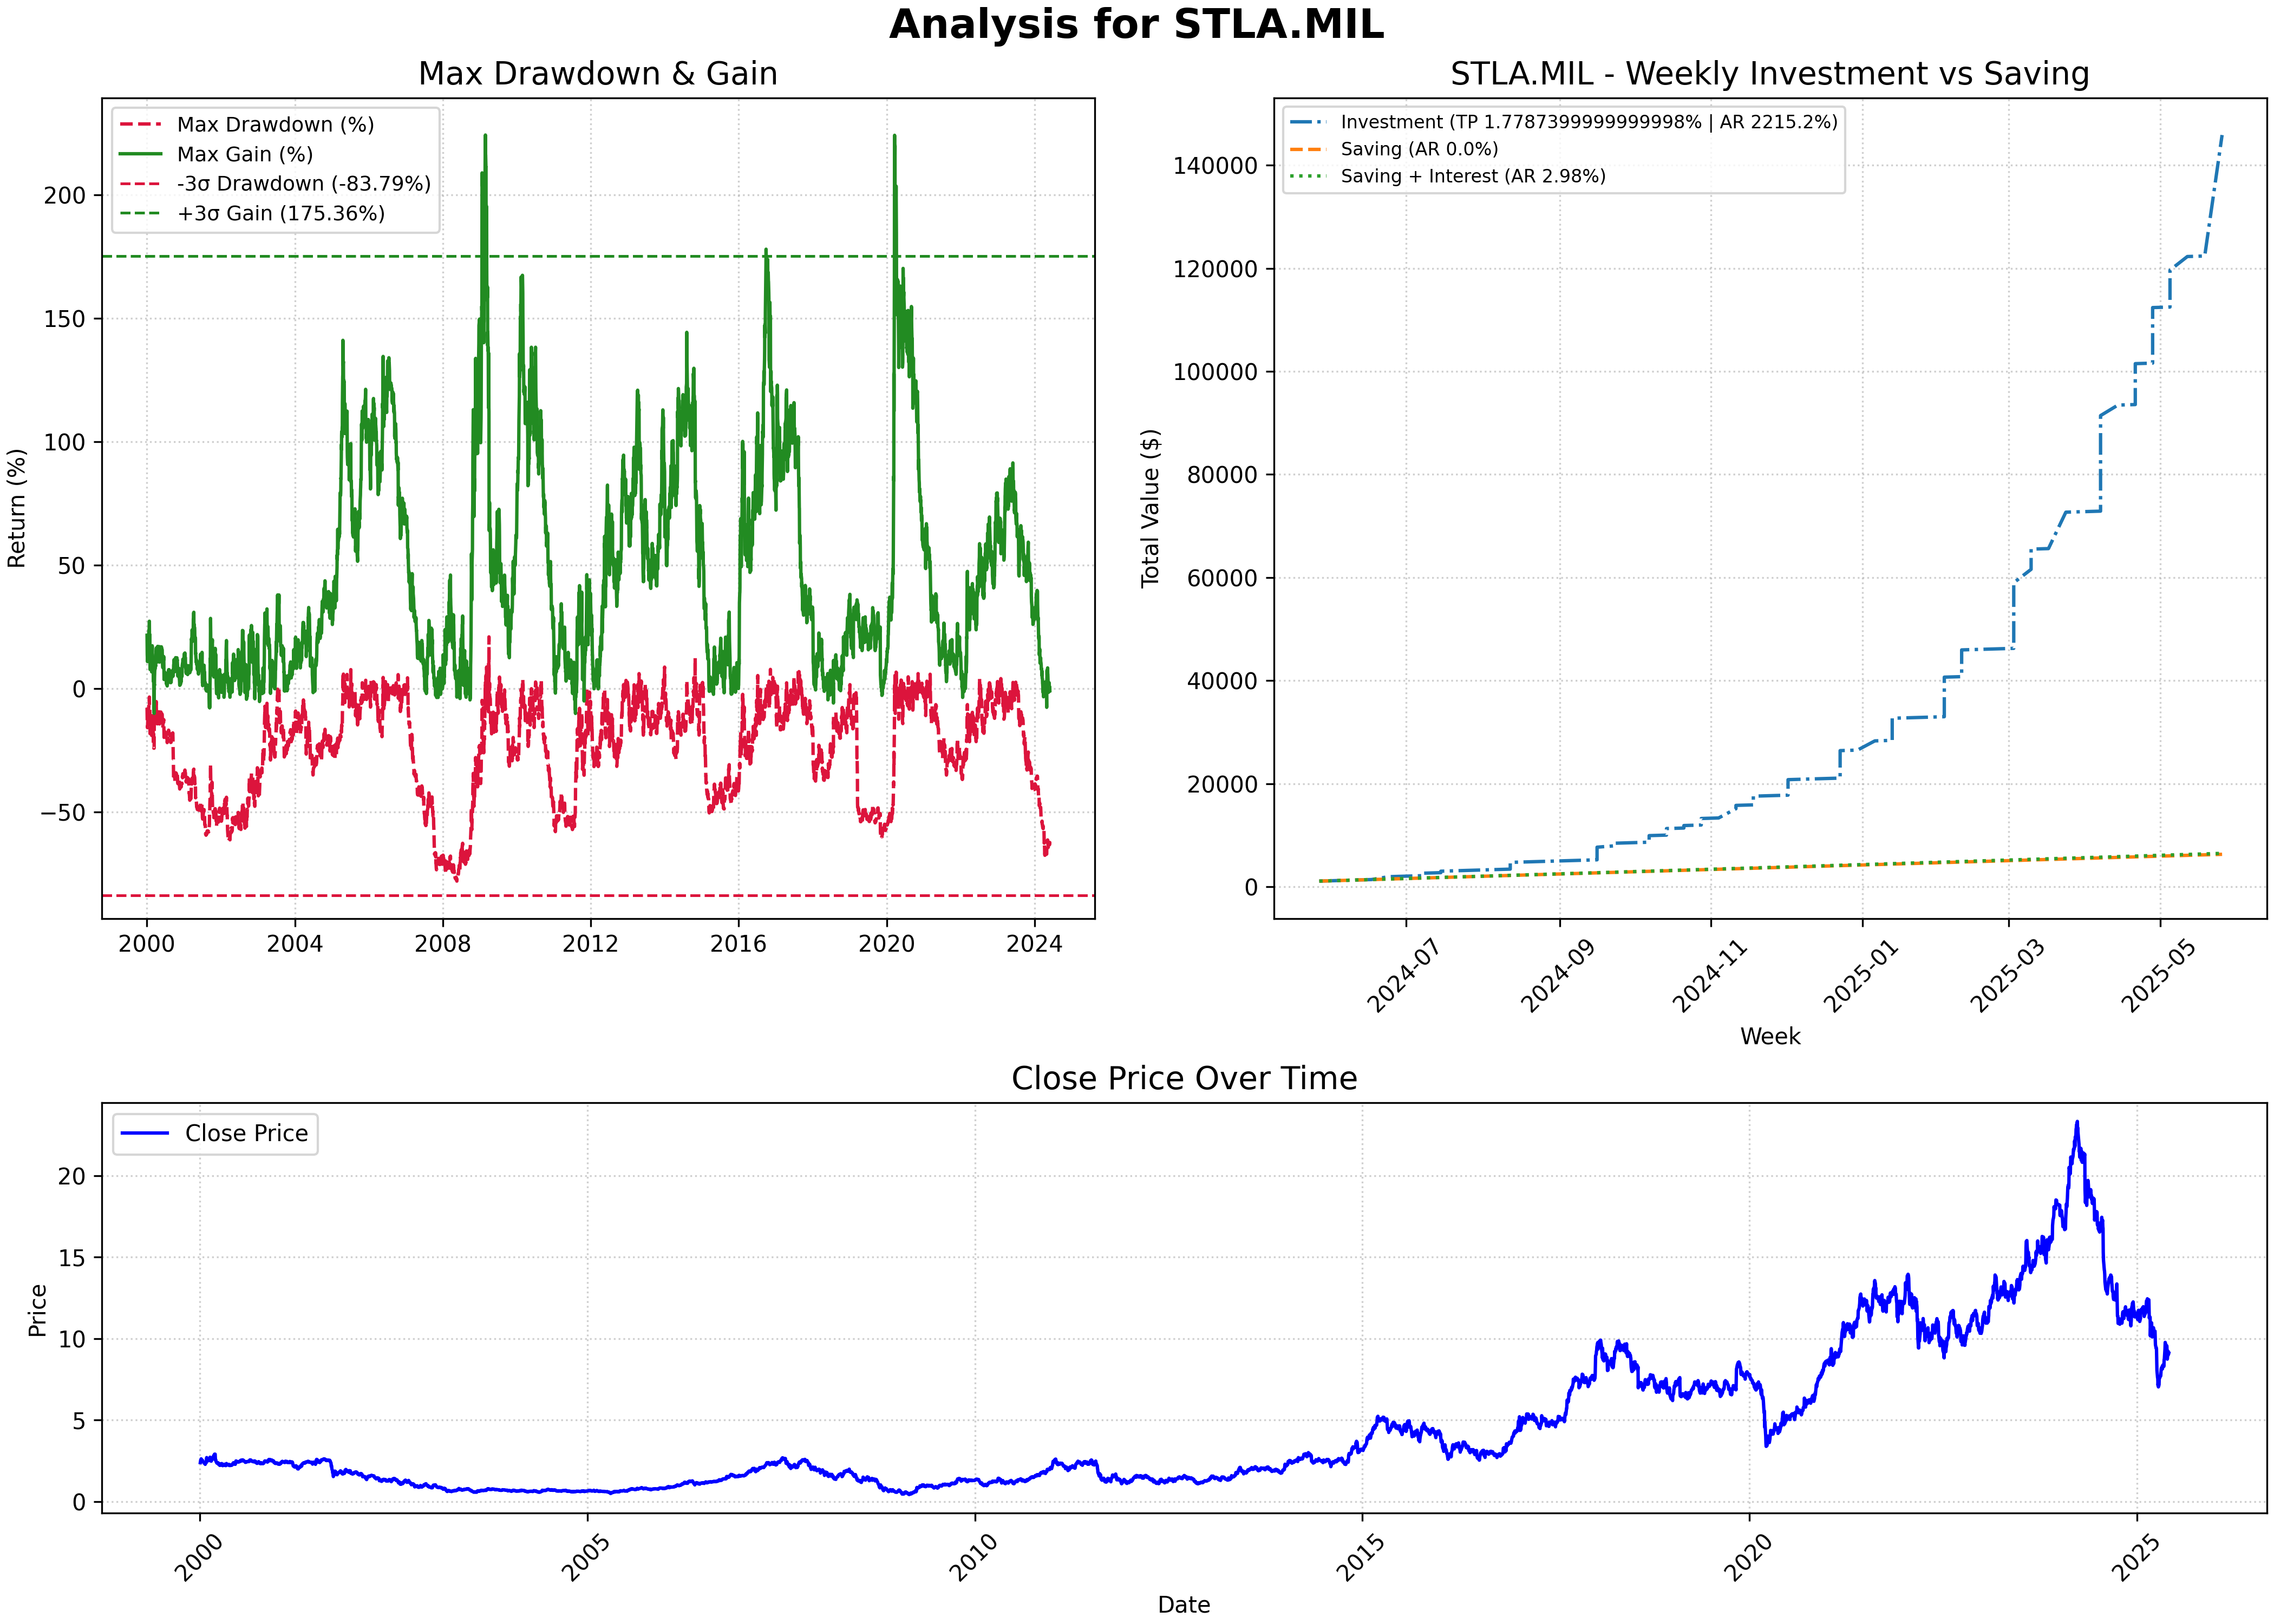 Analysis for STLA.MIL
Max Drawdown & Gain
Max Drawdown (%)
Max Gain (%)
-3σ Drawdown (-83.79%)
+3σ Gain (175.36%)
Return (%)
200
150
100
50
0
−50
2000
2004
2008
2012
2016
2020
2024
STLA.MIL - Weekly Investment vs Saving
Investment (TP 1.7787399999999998% | AR 2215.2%)
Saving (AR 0.0%)
Saving + Interest (AR 2.98%)
Total Value ($)
140000
120000
100000
80000
60000
40000
20000
0
2024-07
2024-09
2024-11
2025-01
2025-03
2025-05
Week
Close Price Over Time
Close Price
Price
20
15
10
5
0
2000
2005
2010
2015
2020
2025
Date